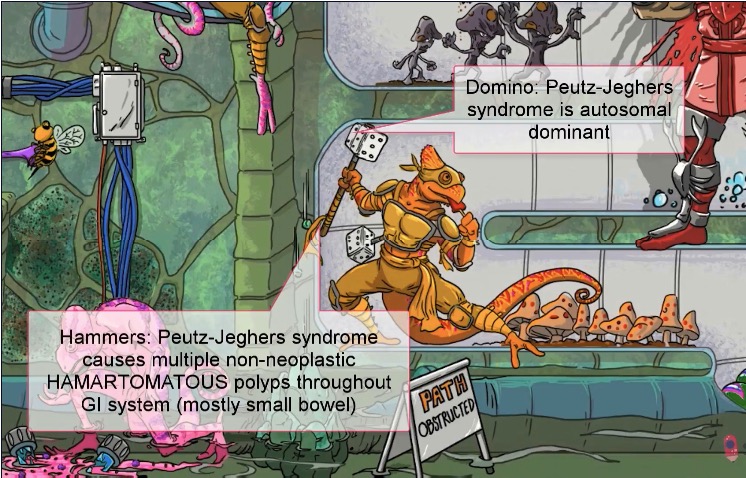 Domino: Peutz-Jeghers
syndrome is autosomal
dominant
Hammers: Peutz-Jeghers syndrome
causes multiple non-neoplastic
HAMARTOMATOUS polyps throughout
GI system (mostly small bowel)
PATH
OBSTRUCTED